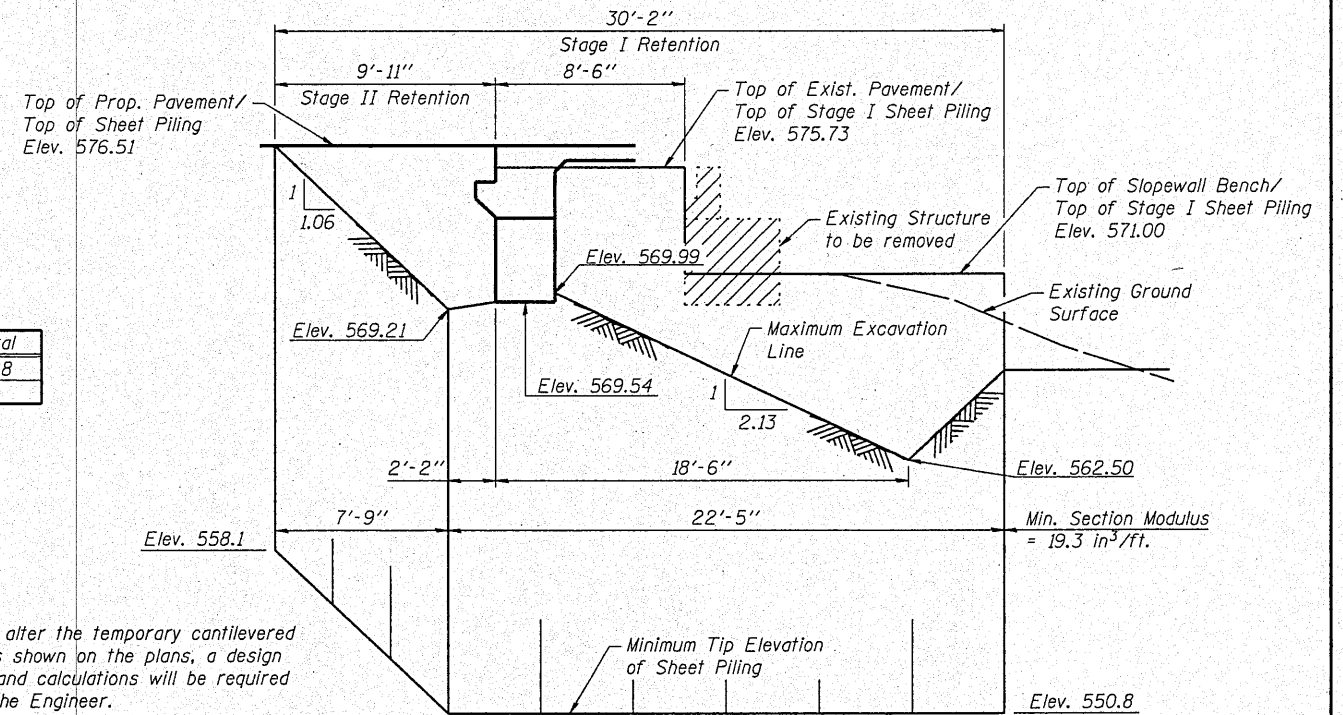 30'-2"
Stage I Retention
9'-11"
8'-6"
Stage II Retention
Top of Prop. Pavement/
Top of Sheet Piling
Elev. 576.51
Top of Exist. Pavement/
Top of Stage I Sheet Piling
Elev. 575.73
1
1.06
Existing Structure
to be removed
Top of Slopewall Bench/
Top of Stage I Sheet Piling
Elev. 571.00
Elev. 569.99
Existing Ground
Surface
Elev. 569.21
Maximum Excavation
Line
al
8
Elev. 569.54
1
2.13
2'-2"
18'-6"
Elev. 562.50
7'-9"
22'-5"
Min. Section Modulus
= 19.3 in³/ft.
Elev. 558.1
alter the temporary cantilevered
s shown on the plans, a design
and calculations will be required
the Engineer.
Minimum Tip Elevation
of Sheet Piling
Elev. 550.8